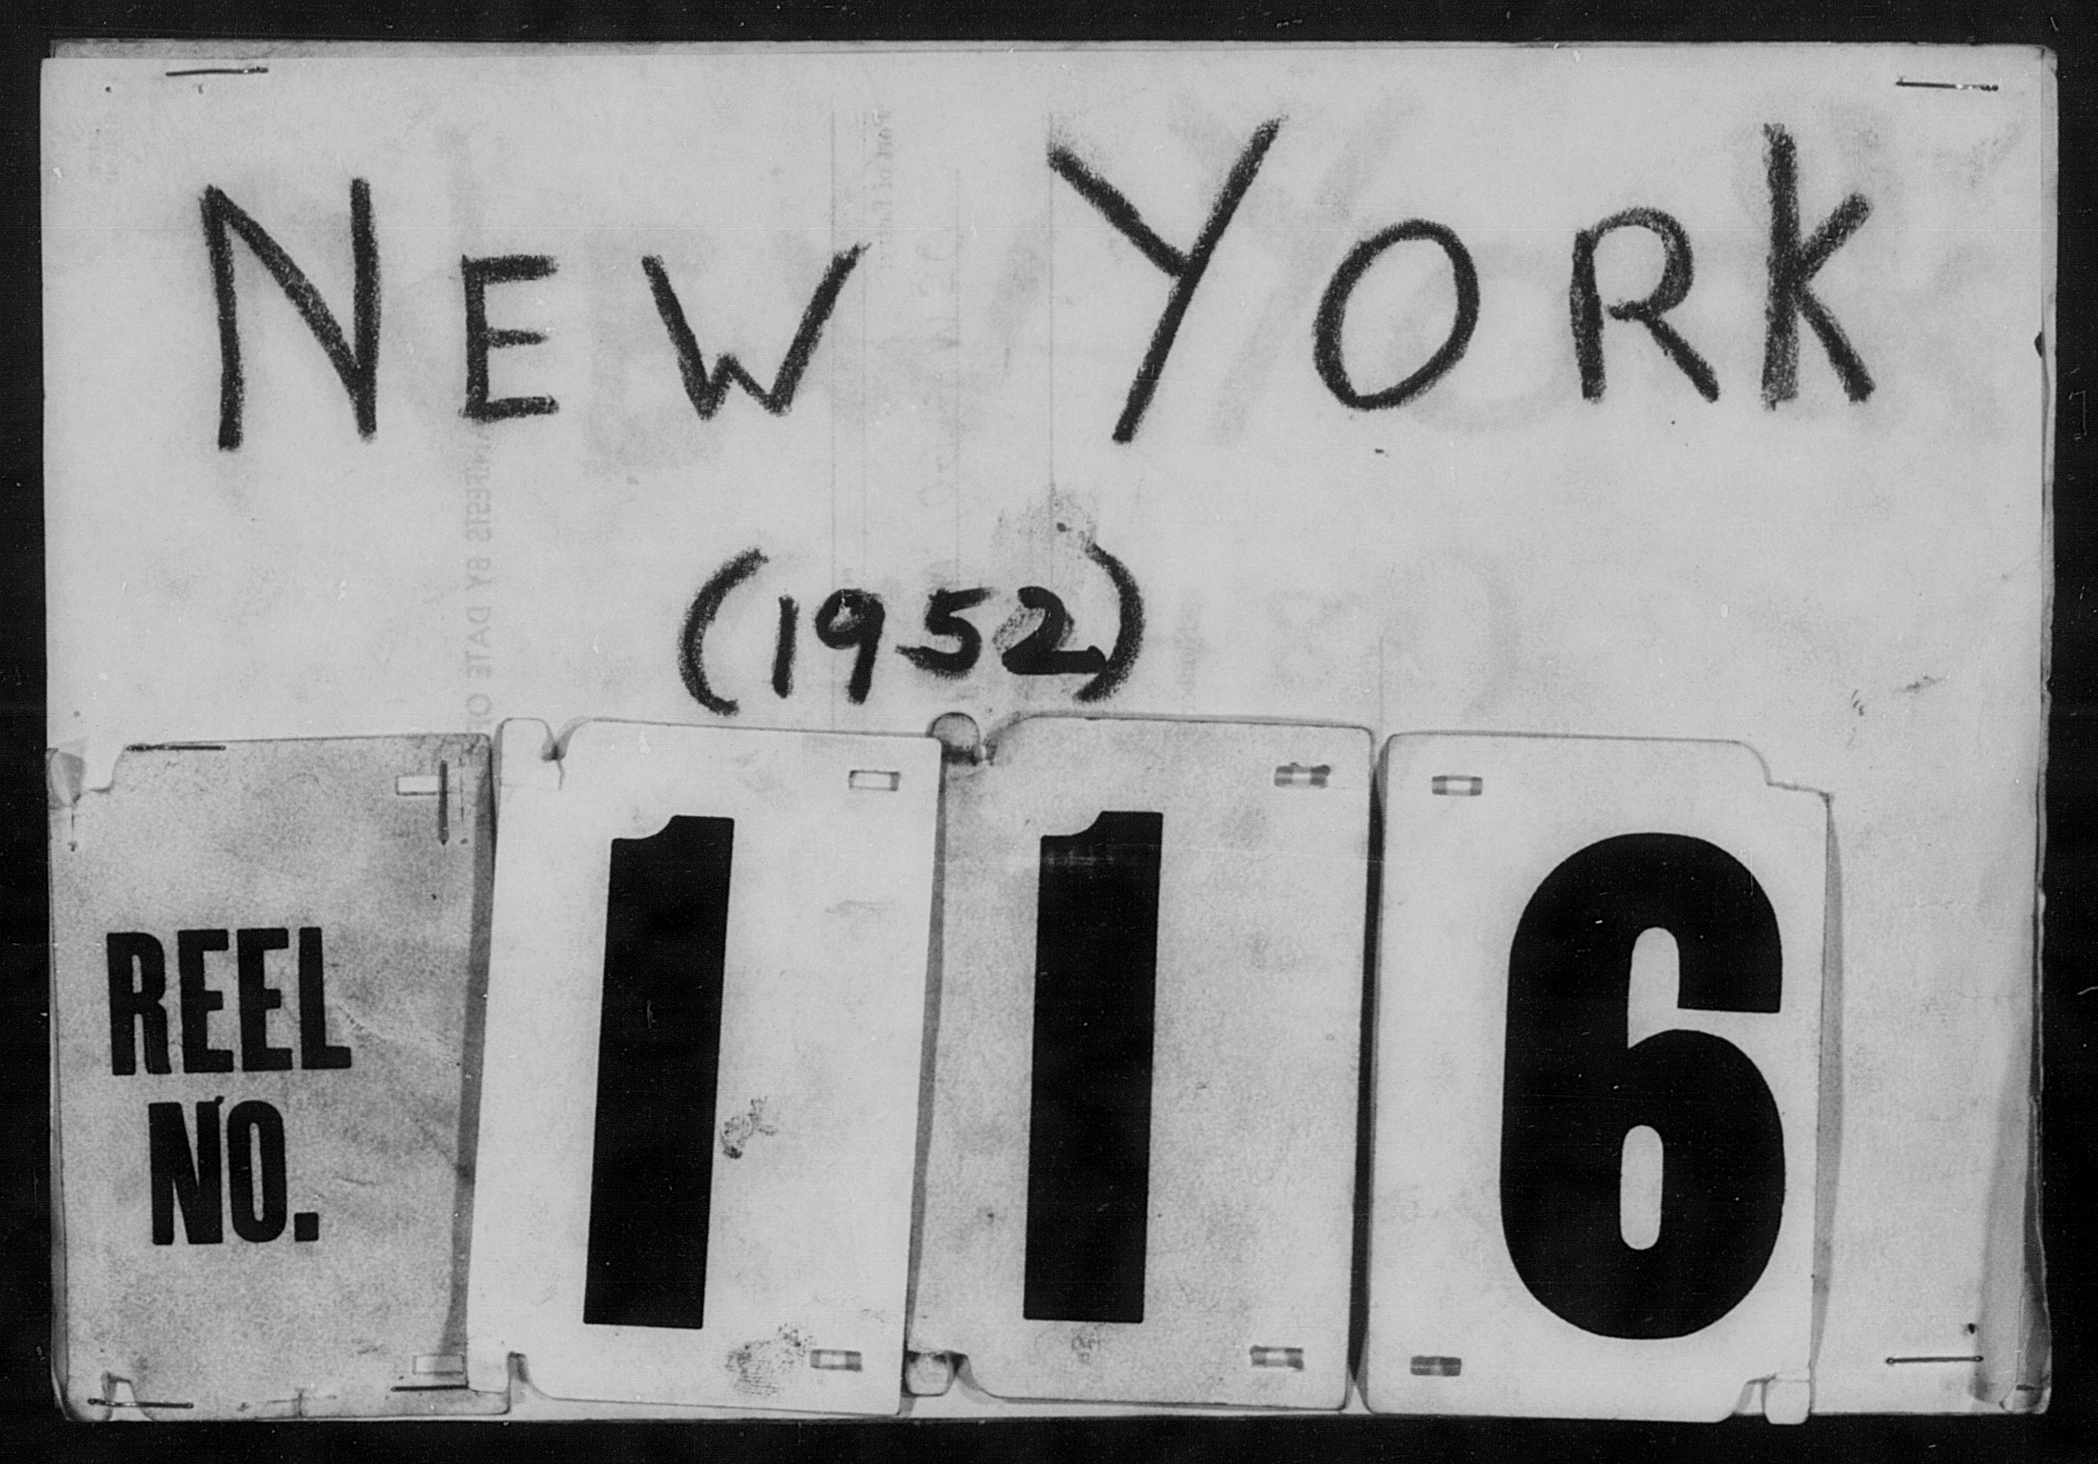 NEW YORK
(1952)
REEL
NO.
116